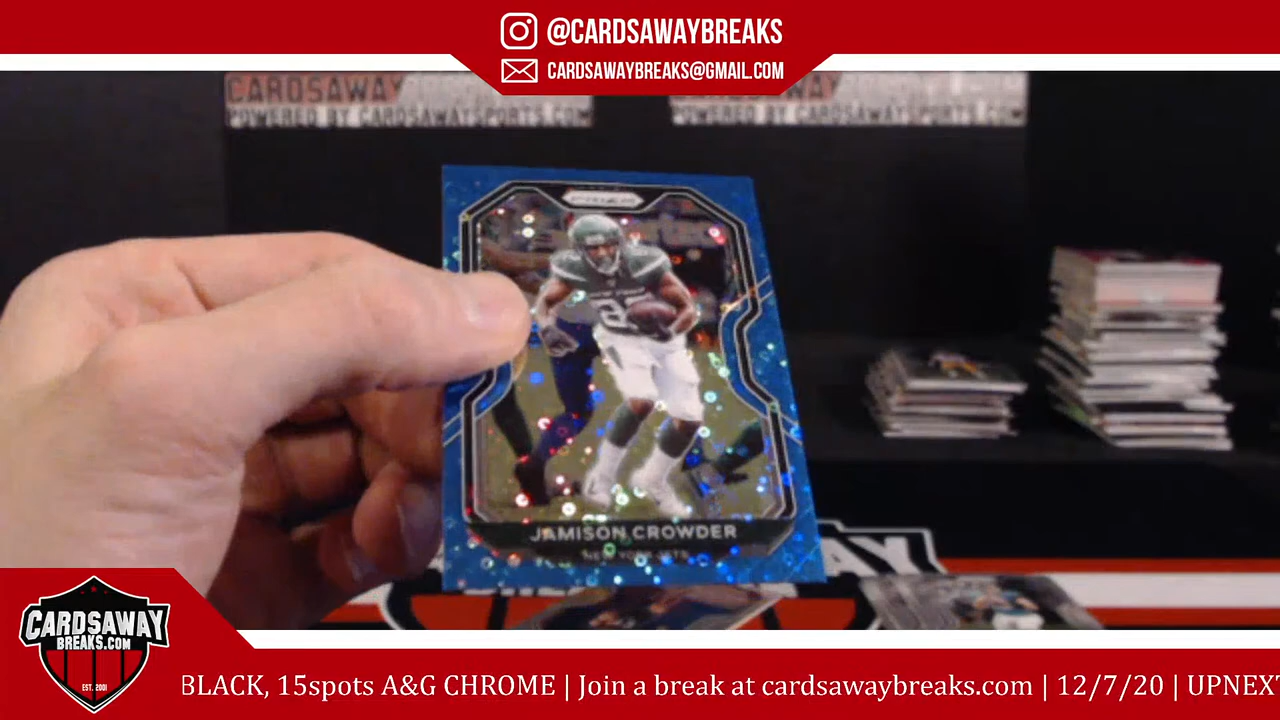 @CARDSAWAYBREAKS
CARDSAWAYBREAKS@GMAIL.COM
CARDSAWAY
POWERED BY CARDSAWAYSPORTS.COM
POWERED BY CARDSAWAYSPORTS.COM
PRIZM
JAMISON CROWDER
NEW YORK JETS
CARDSAWAY
BREAKS.COM
EST. 2001
BLACK, 15spots A&G CHROME | Join a break at cardsawaybreaks.com | 12/7/20 | UPNEXT